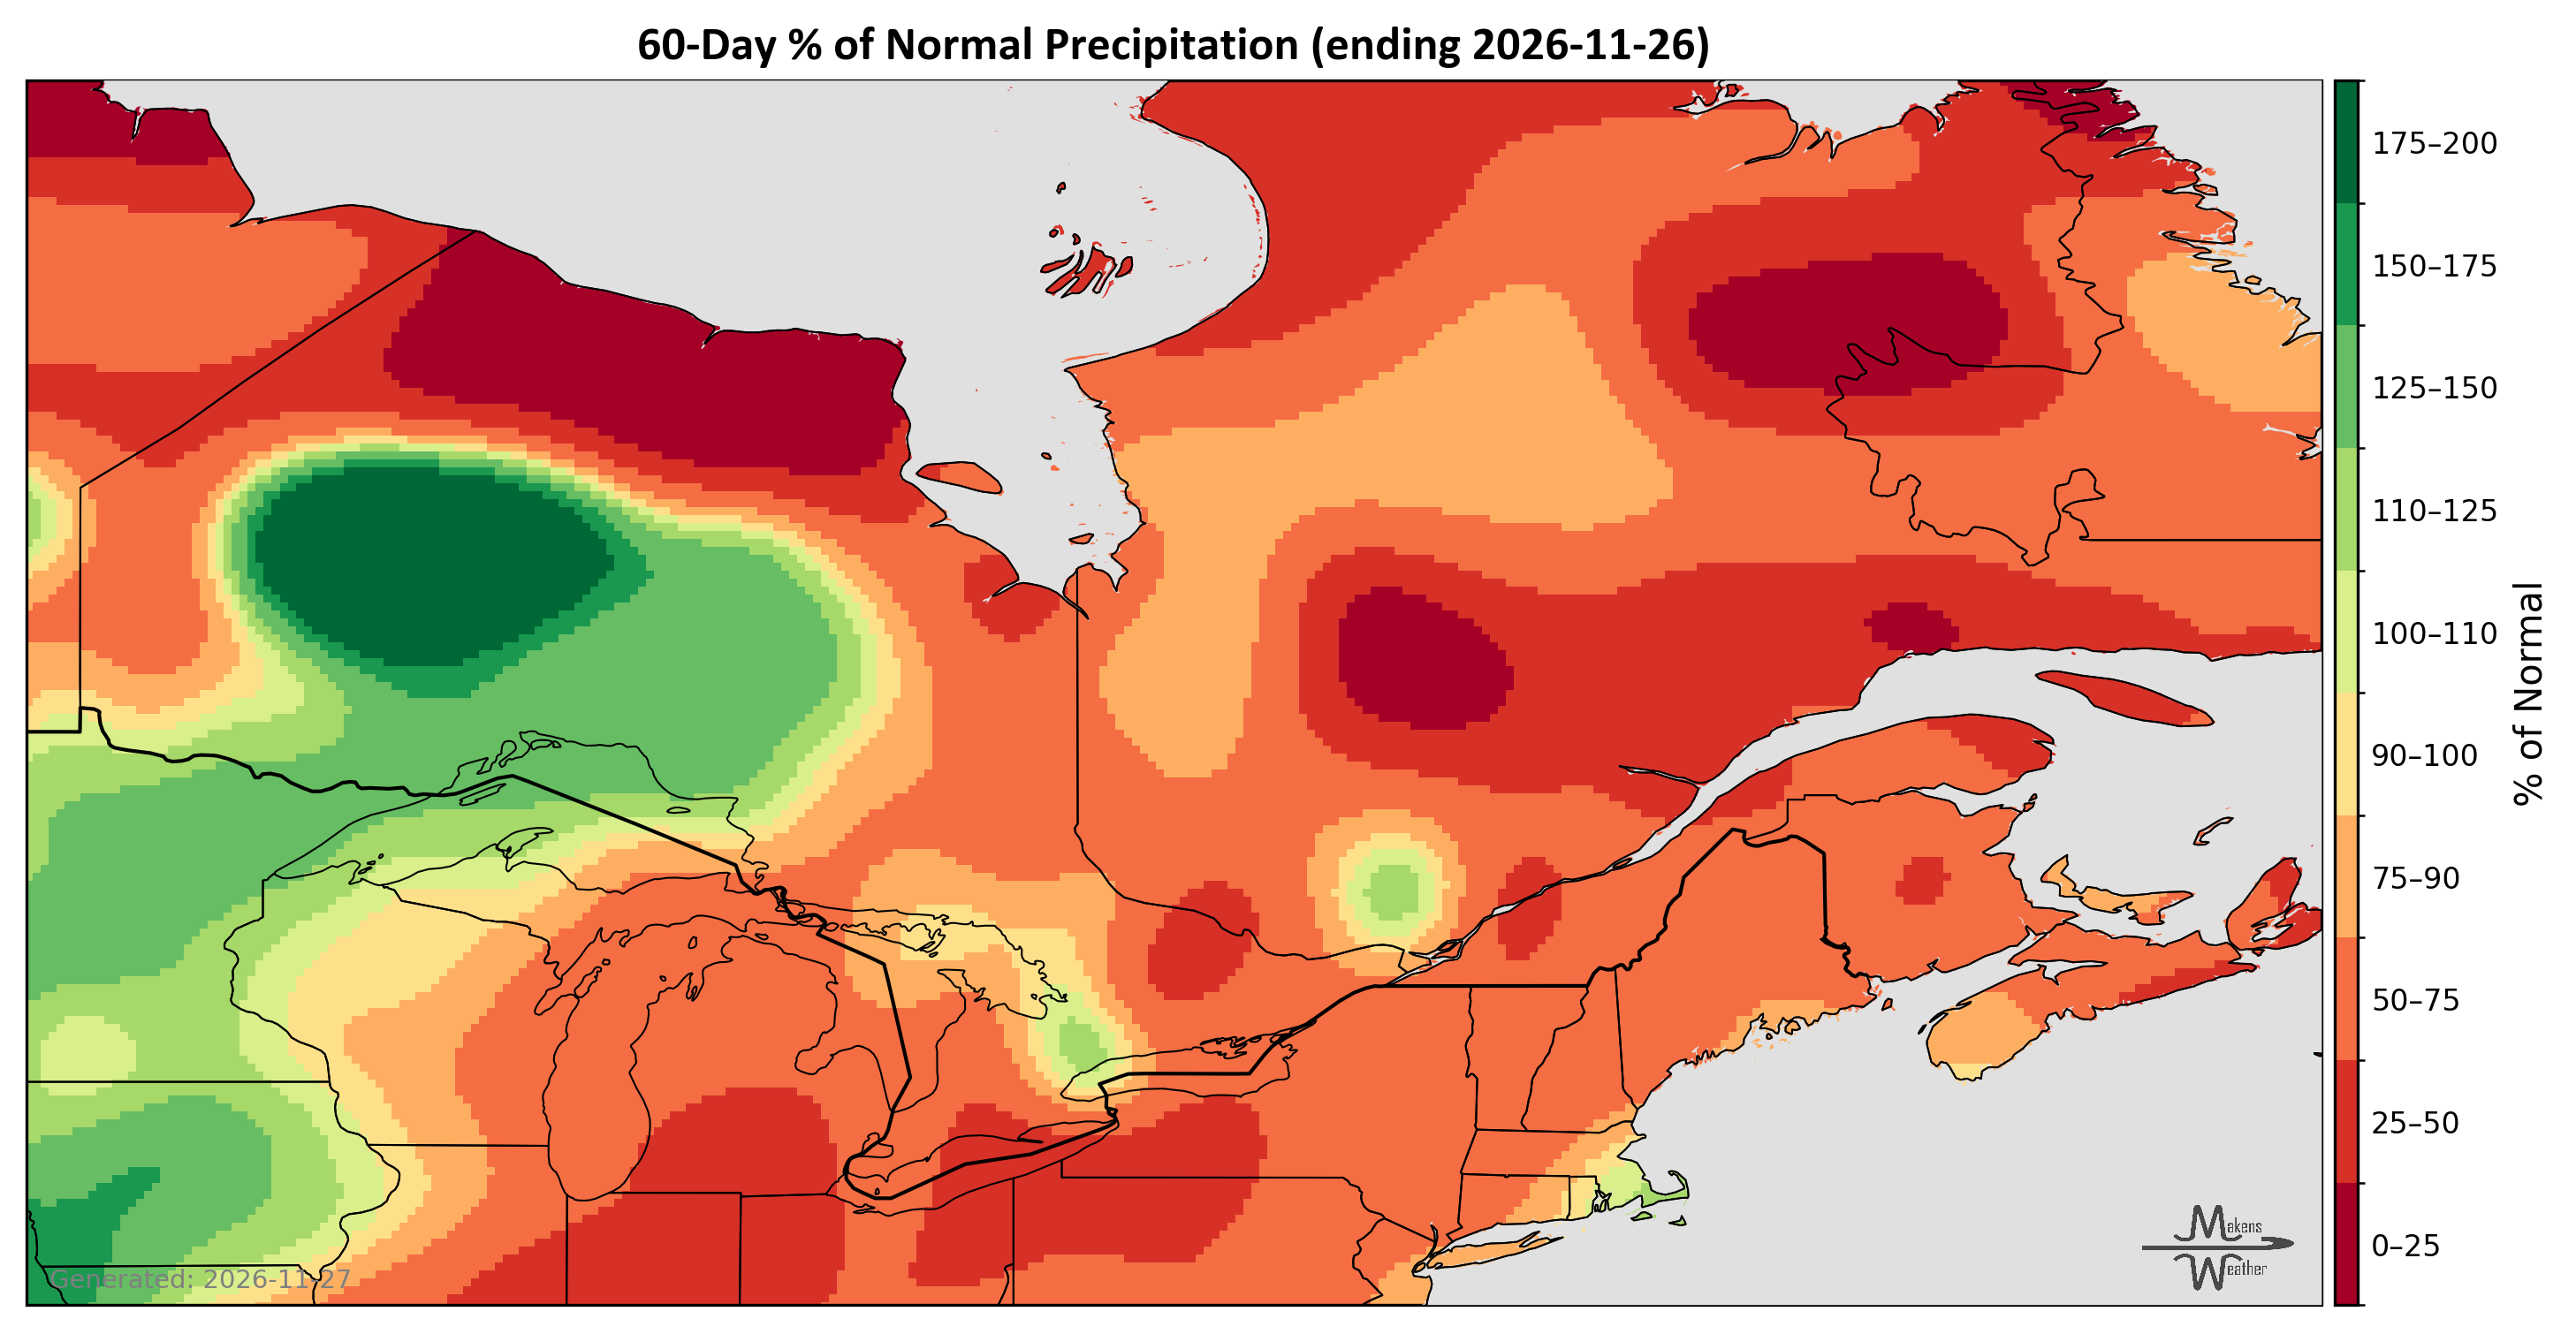 60-Day % of Normal Precipitation (ending 2026-11-26)
175–200
150–175
125–150
110–125
100–110
90–100
75–90
50–75
25–50
0–25
% of Normal
Makens
Weather
Generated: 2026-11-27